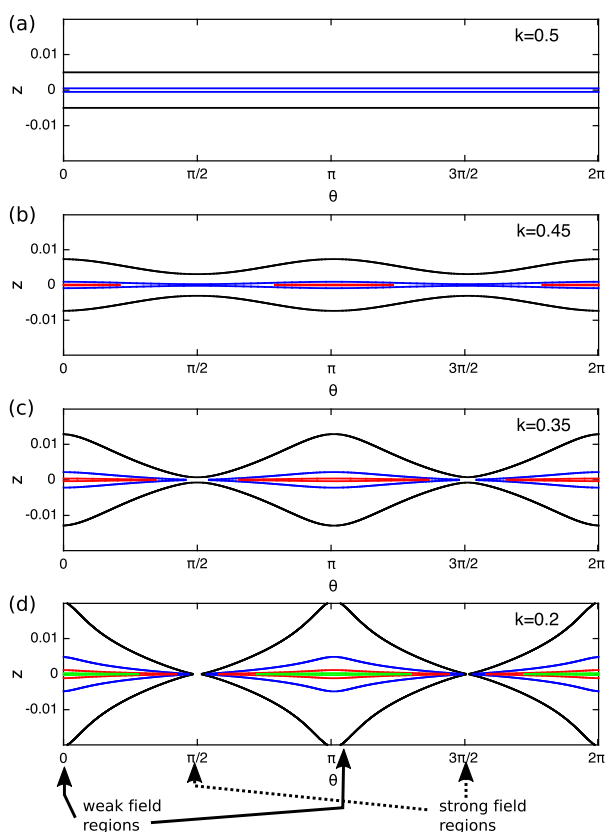 (a)
k=0.5
0.01
0
-0.01
z
0 π/2 π 3π/2 2π
θ
(b)
k=0.45
0.01
0
-0.01
z
0 π/2 π 3π/2 2π
θ
(c)
k=0.35
0.01
0
-0.01
z
0 π/2 π 3π/2 2π
θ
(d)
k=0.2
0.01
0
-0.01
z
0 π/2 π 3π/2 2π
θ
weak field
regions
strong field
regions